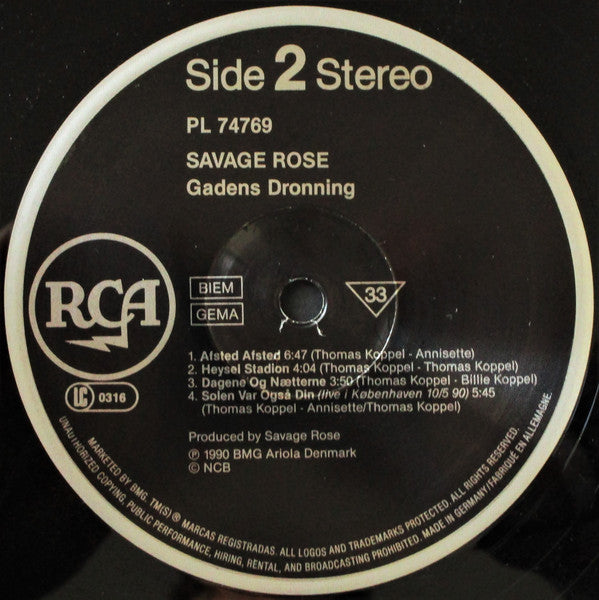 Side 2 Stereo
PL 74769
SAVAGE ROSE
Gadens Dronning
RCA
BIEM
GEMA
33
1. Afsted Afsted 6:47 (Thomas Koppel - Annisette)
2. Heysel Stadion 4:04 (Thomas Koppel - Thomas Koppel)
3. Dagene Og Nætterne 3:50 (Thomas Koppel - Billie Koppel)
4. Solen Var Også Din (live i København 10/5 90) 5:45
(Thomas Koppel - Annisette/Thomas Koppel)
LC 0316
Produced by Savage Rose
℗ 1990 BMG Ariola Denmark
© NCB
MARKETED BY BMG. TM(S) ® MARCAS REGISTRADAS. ALL LOGOS AND TRADEMARKS PROTECTED. ALL RIGHTS RESERVED.
UNAUTHORIZED COPYING, PUBLIC PERFORMANCE, HIRING, RENTAL, AND BROADCASTING PROHIBITED. MADE IN GERMANY/FABRIQUÉ EN ALLEMAGNE.